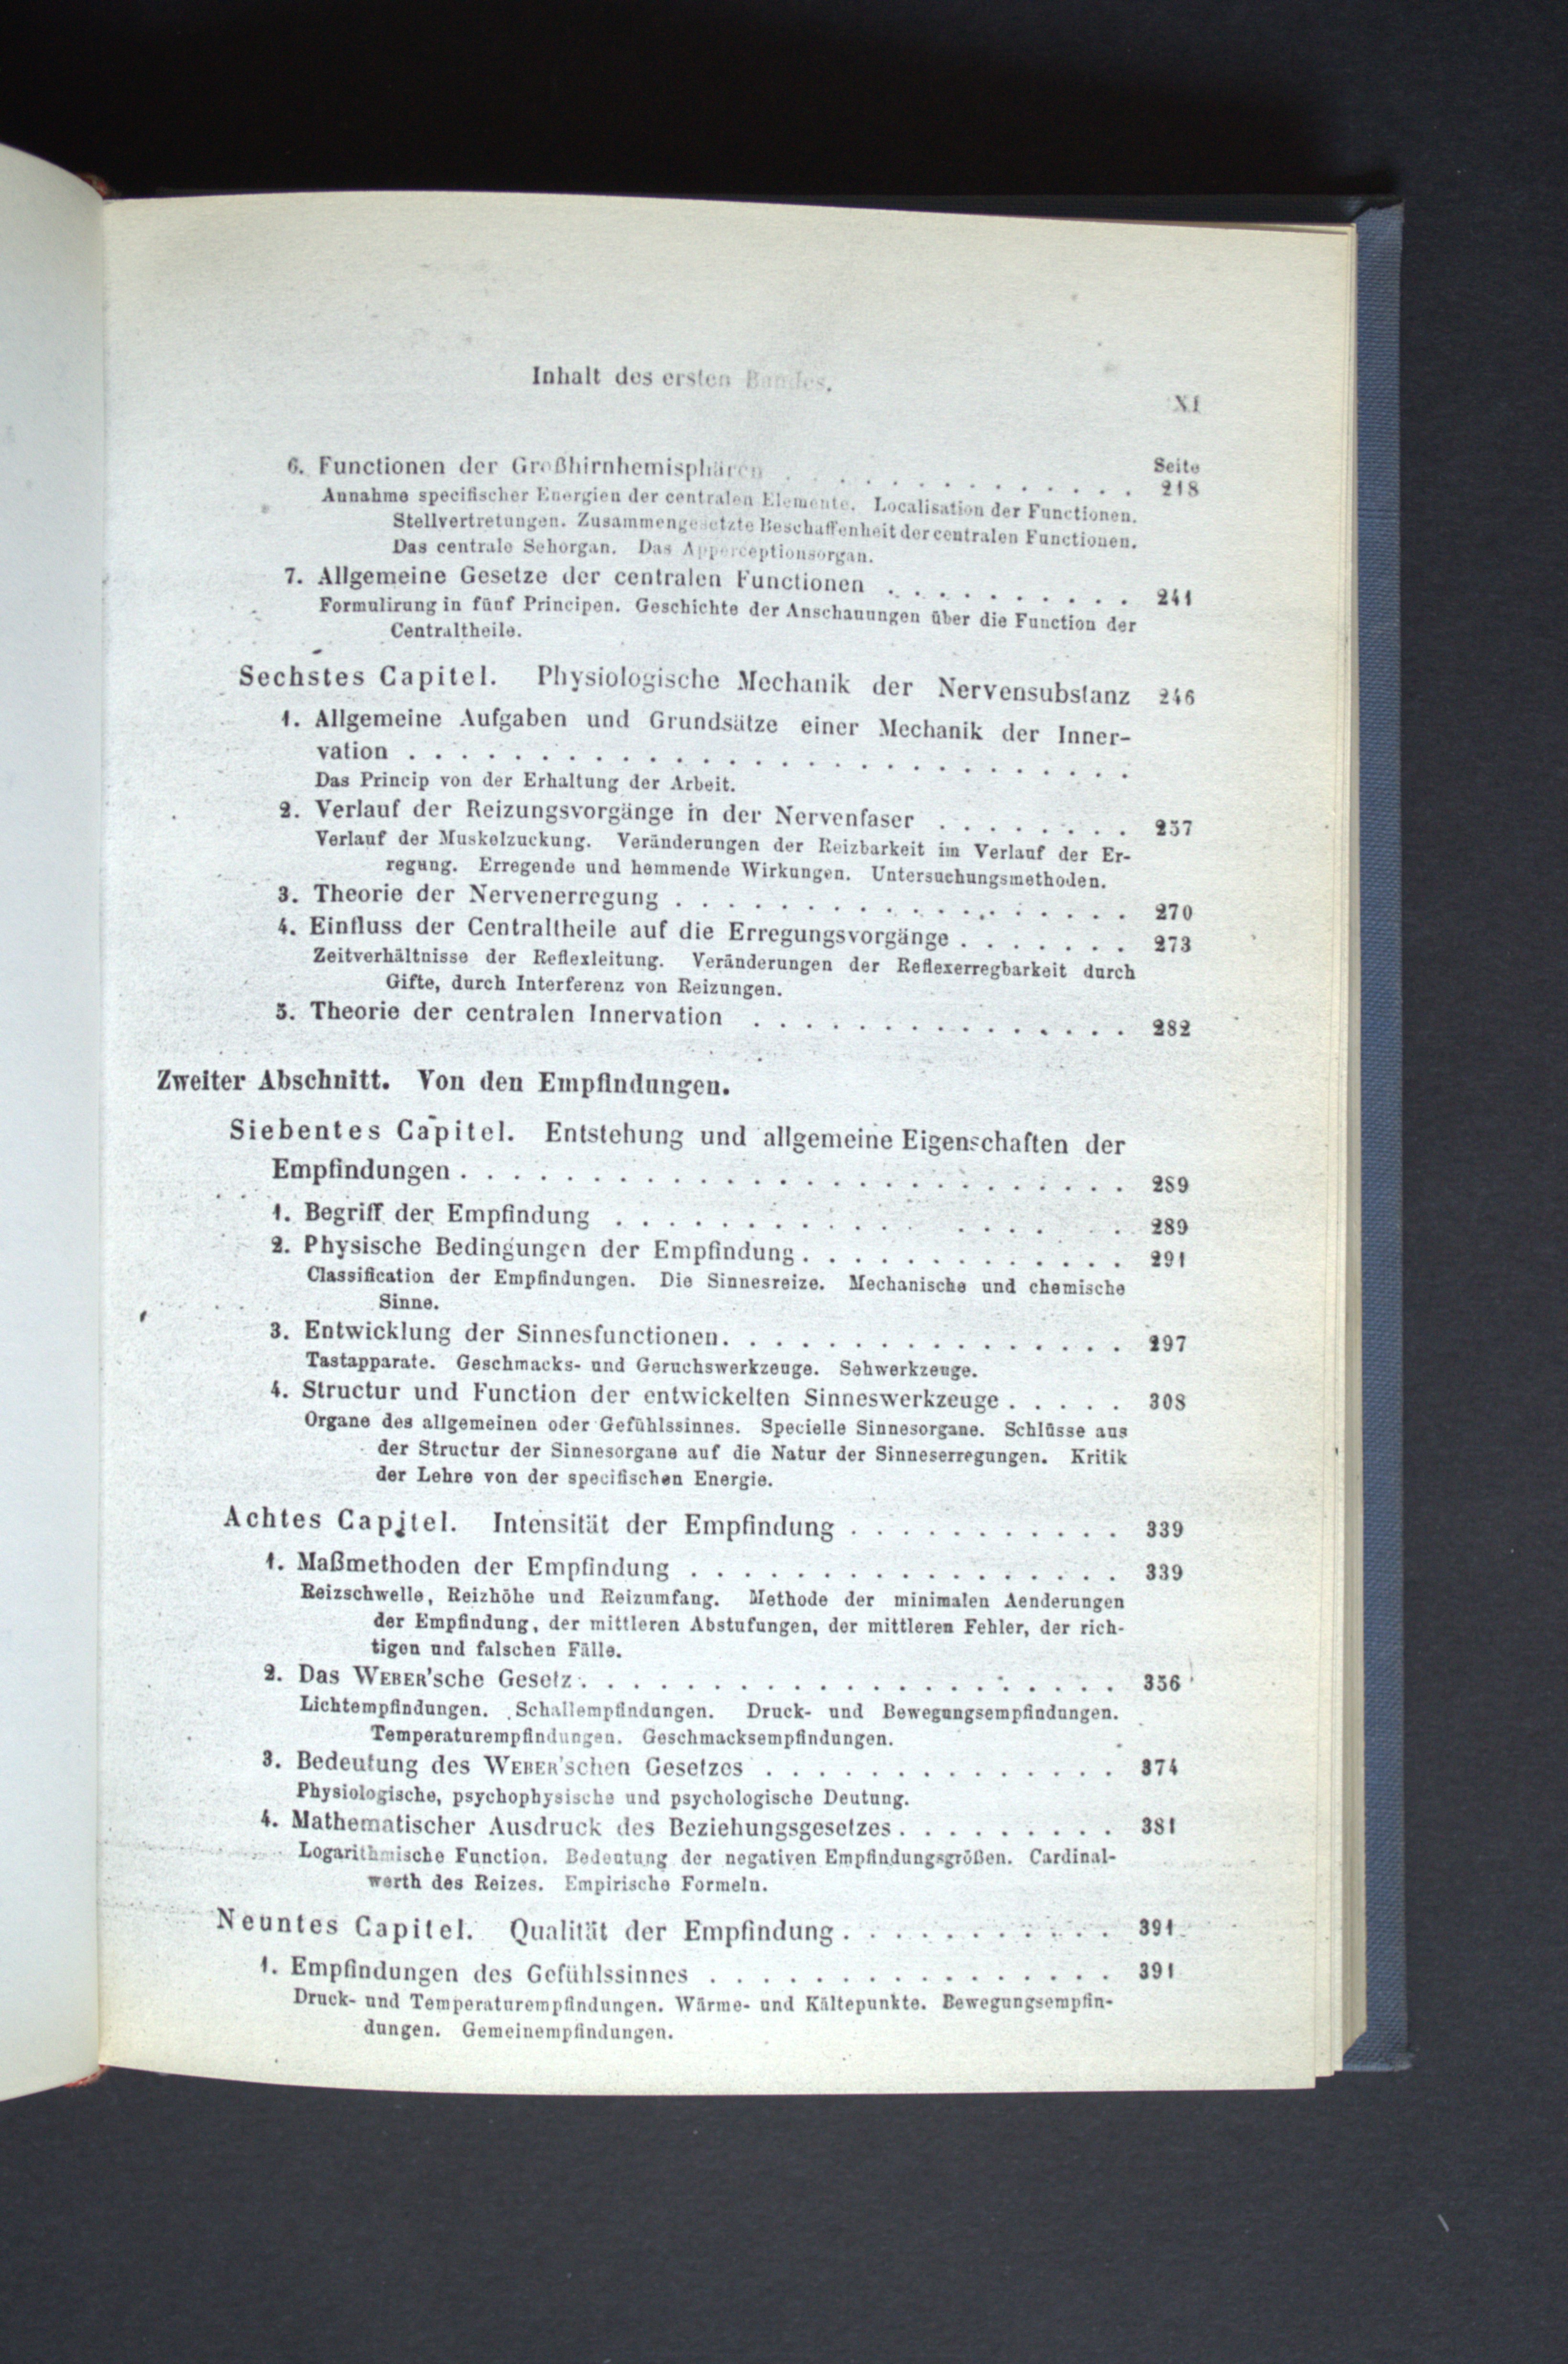 Inhalt des ersten Bandes.
XI
Seite
6. Functionen der Großhirnhemisphären . . . . . . . . . . . . . . 218
Annahme specifischer Energien der centralen Elemente. Localisation der Functionen.
Stellvertretungen. Zusammengesetzte Beschaffenheit der centralen Functionen.
Das centrale Sehorgan. Das Apperceptionsorgan.
7. Allgemeine Gesetze der centralen Functionen . . . . . . . . . . 241
Formulirung in fünf Principen. Geschichte der Anschauungen über die Function der
Centraltheile.
Sechstes Capitel. Physiologische Mechanik der Nervensubstanz 246
1. Allgemeine Aufgaben und Grundsätze einer Mechanik der Inner-
vation . . . . . . . . . . . . . . . . . . . . . . . . . . . .
Das Princip von der Erhaltung der Arbeit.
2. Verlauf der Reizungsvorgänge in der Nervenfaser . . . . . . . . 257
Verlauf der Muskelzuckung. Veränderungen der Reizbarkeit im Verlauf der Er-
regung. Erregende und hemmende Wirkungen. Untersuchungsmethoden.
3. Theorie der Nervenerregung . . . . . . . . . . . . . . . . . . 270
4. Einfluss der Centraltheile auf die Erregungsvorgänge . . . . . . . 273
Zeitverhältnisse der Reflexleitung. Veränderungen der Reflexerregbarkeit durch
Gifte, durch Interferenz von Reizungen.
5. Theorie der centralen Innervation . . . . . . . . . . . . . . . 282
Zweiter Abschnitt. Von den Empfindungen.
Siebentes Capitel. Entstehung und allgemeine Eigenschaften der
Empfindungen . . . . . . . . . . . . . . . . . . . . . . . . . . 289
1. Begriff der Empfindung . . . . . . . . . . . . . . . . . . . . 289
2. Physische Bedingungen der Empfindung . . . . . . . . . . . . . 291
Classification der Empfindungen. Die Sinnesreize. Mechanische und chemische
Sinne.
3. Entwicklung der Sinnesfunctionen . . . . . . . . . . . . . . . . 297
Tastapparate. Geschmacks- und Geruchswerkzeuge. Sehwerkzeuge.
4. Structur und Function der entwickelten Sinneswerkzeuge . . . . . 308
Organe des allgemeinen oder Gefühlssinnes. Specielle Sinnesorgane. Schlüsse aus
der Structur der Sinnesorgane auf die Natur der Sinneserregungen. Kritik
der Lehre von der specifischen Energie.
Achtes Capitel. Intensität der Empfindung . . . . . . . . . . . 339
1. Maßmethoden der Empfindung . . . . . . . . . . . . . . . . . 339
Reizschwelle, Reizhöhe und Reizumfang. Methode der minimalen Aenderungen
der Empfindung, der mittleren Abstufungen, der mittleren Fehler, der rich-
tigen und falschen Fälle.
2. Das WEBER'sche Gesetz . . . . . . . . . . . . . . . . . . . . . 356
Lichtempfindungen. Schallempfindungen. Druck- und Bewegungsempfindungen.
Temperaturempfindungen. Geschmacksempfindungen.
3. Bedeutung des WEBER'schen Gesetzes . . . . . . . . . . . . . . 374
Physiologische, psychophysische und psychologische Deutung.
4. Mathematischer Ausdruck des Beziehungsgesetzes . . . . . . . . . 381
Logarithmische Function. Bedeutung der negativen Empfindungsgrößen. Cardinal-
werth des Reizes. Empirische Formeln.
Neuntes Capitel. Qualität der Empfindung . . . . . . . . . . . 391
1. Empfindungen des Gefühlssinnes . . . . . . . . . . . . . . . . 391
Druck- und Temperaturempfindungen. Wärme- und Kältepunkte. Bewegungsempfin-
dungen. Gemeinempfindungen.